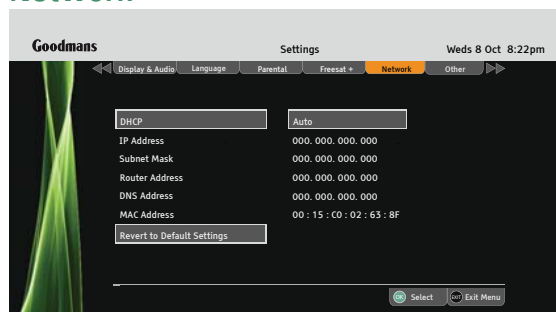 Network
Goodmans Settings Weds 8 Oct 8:22pm
Display & Audio Language Parental Freesat + Network Other
DHCP Auto
IP Address 000. 000. 000. 000
Subnet Mask 000. 000. 000. 000
Router Address 000. 000. 000. 000
DNS Address 000. 000. 000. 000
MAC Address 00 : 15 : C0 : 02 : 63 : 8F
Revert to Default Settings
OK Select EXIT Exit Menu